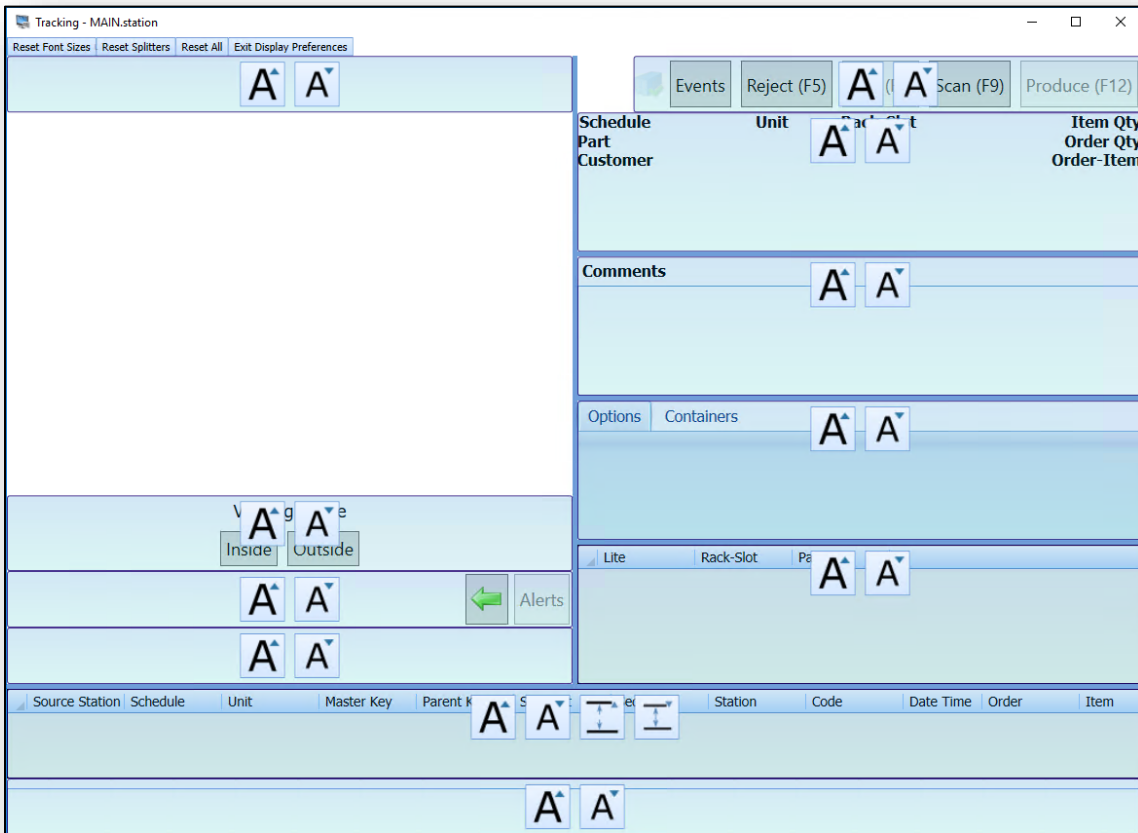 Tracking - MAIN.station
Reset Font Sizes Reset Splitters Reset All Exit Display Preferences
A A
Events Reject (F5) A A Scan (F9) Produce (F12)
Schedule Unit Item Qty
Part A A Order Qty
Customer Order-Item
Comments A A
Options Containers A A
A A
Inside Outside
Lite Rack-Slot A A
A A Alerts
A A
Source Station Schedule Unit Master Key Parent A A Station Code Date Time Order Item
A A